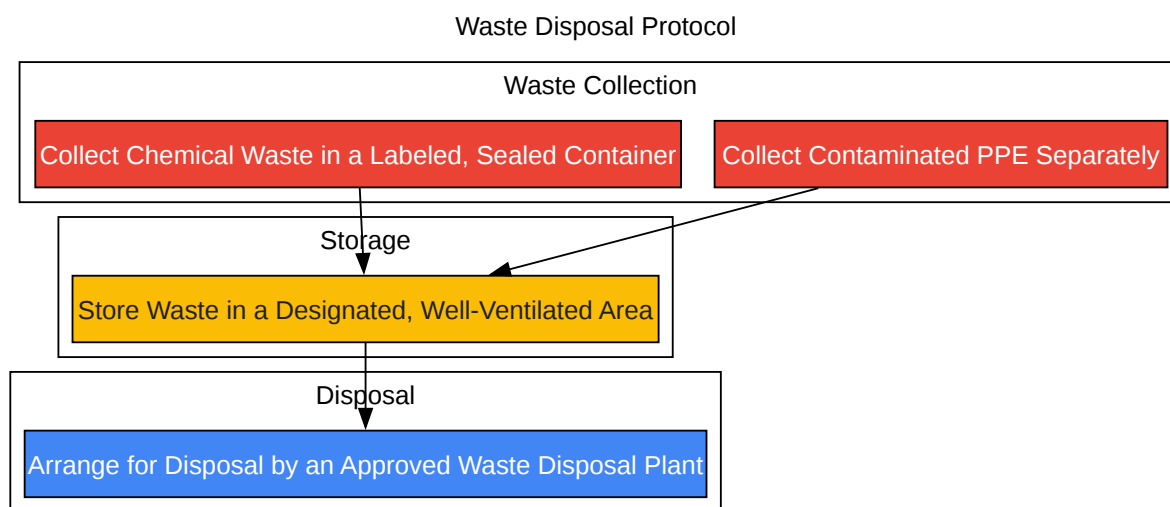 Waste Disposal Protocol
Waste Collection
Collect Chemical Waste in a Labeled, Sealed Container
Collect Contaminated PPE Separately
Storage
Store Waste in a Designated, Well-Ventilated Area
Disposal
Arrange for Disposal by an Approved Waste Disposal Plant